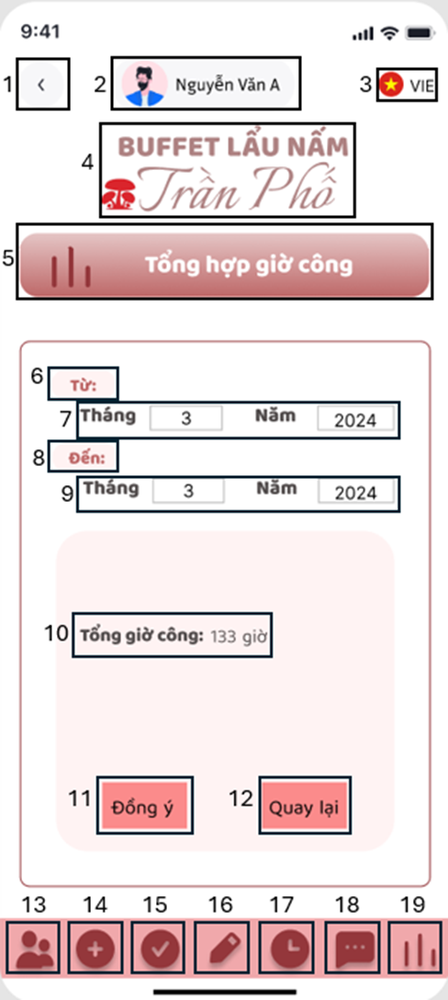 9:41
1 2 Nguyễn Văn A 3 VIE
4 BUFFET LẨU NẤM
Trần Phố
5 Tổng hợp giờ công
6 Từ:
7 Tháng 3 Năm 2024
8 Đến:
9 Tháng 3 Năm 2024
10 Tổng giờ công: 133 giờ
11 Đồng ý 12 Quay lại
13 14 15 16 17 18 19